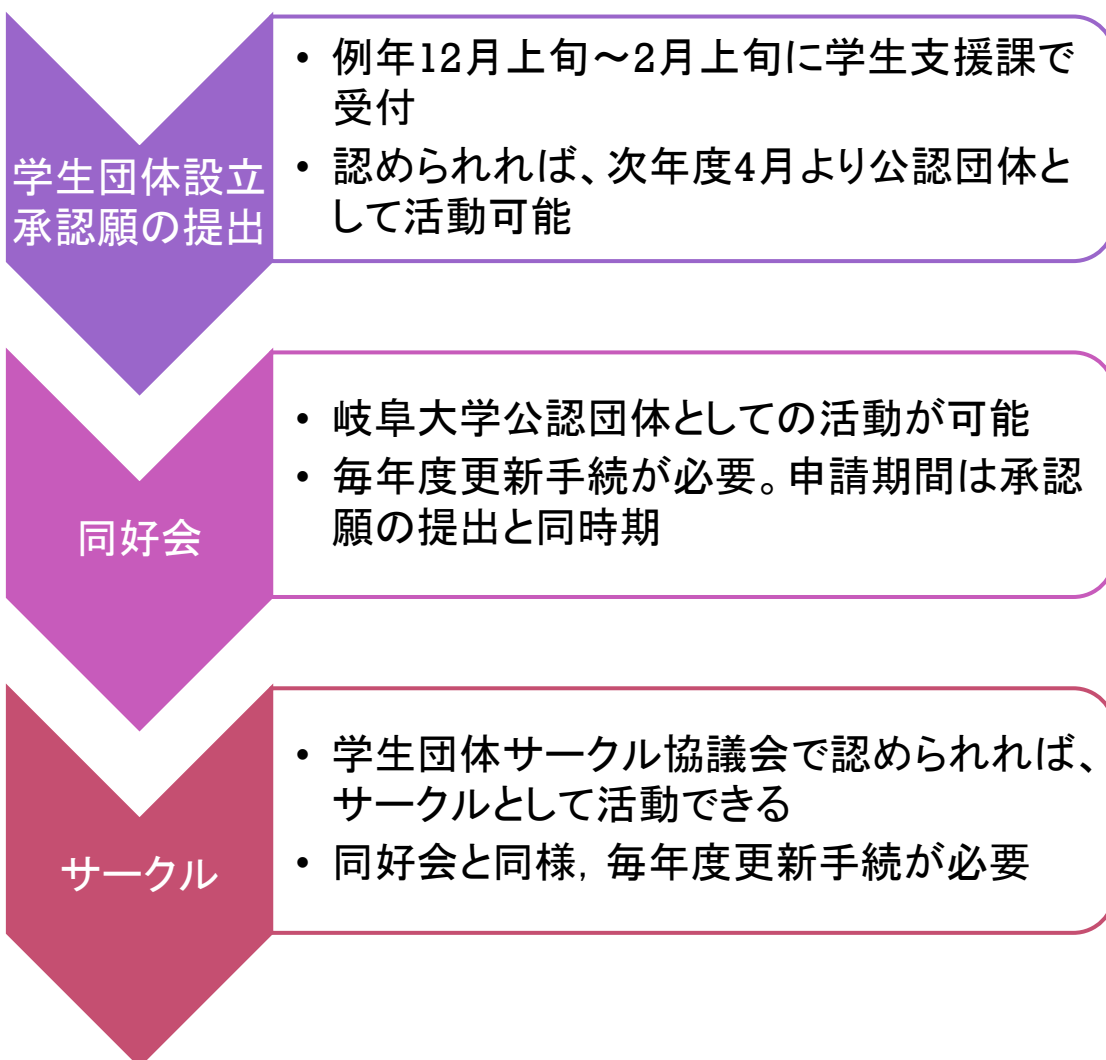 学生団体設立
承認願の提出
• 例年12月上旬～2月上旬に学生支援課で
受付
• 認められれば、次年度4月より公認団体と
して活動可能
同好会
• 岐阜大学公認団体としての活動が可能
• 毎年度更新手続が必要。申請期間は承認
願の提出と同時期
サークル
• 学生団体サークル協議会で認められれば、
サークルとして活動できる
• 同好会と同様，毎年度更新手続が必要